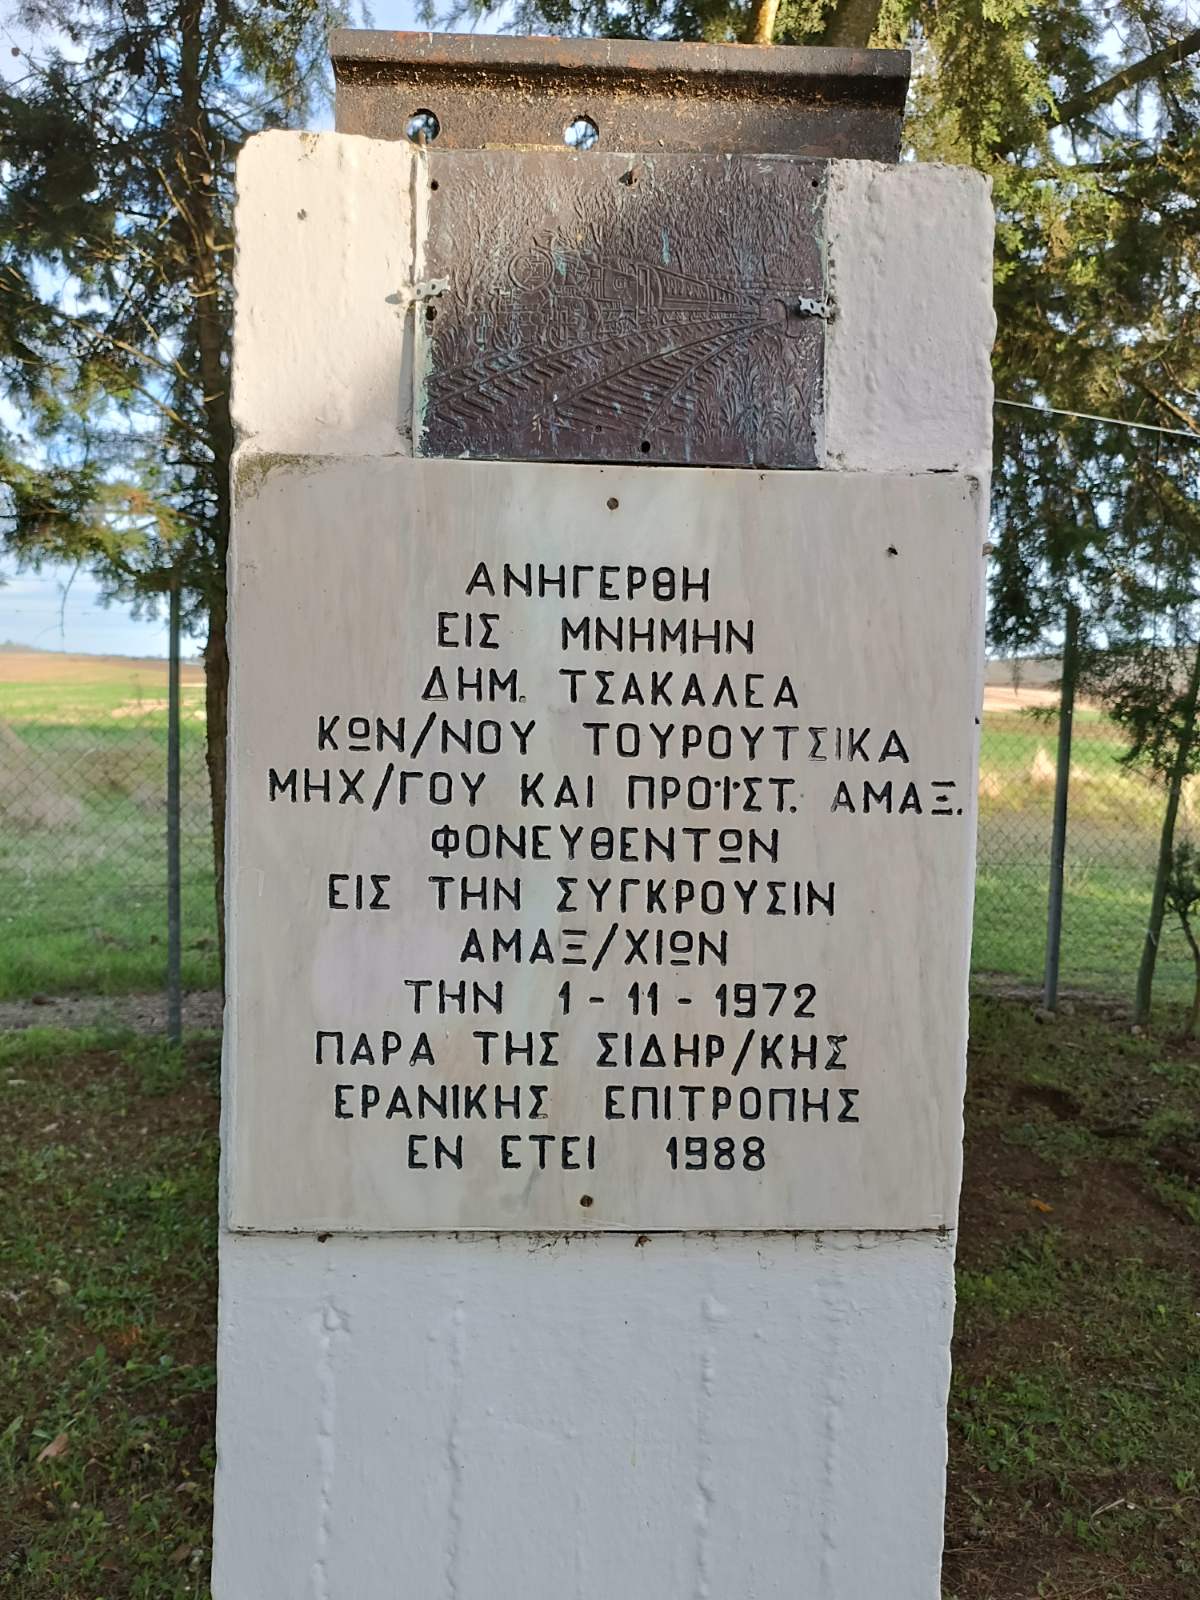 ΑΝΗΓΕΡΘΗ
ΕΙΣ ΜΝΗΜΗΝ
ΔΗΜ. ΤΣΑΚΑΛΕΑ
ΚΩΝ/ΝΟΥ ΤΟΥΡΟΥΤΣΙΚΑ
ΜΗΧ/ΓΟΥ ΚΑΙ ΠΡΟΪΣΤ. ΑΜΑΞ.
ΦΟΝΕΥΘΕΝΤΩΝ
ΕΙΣ ΤΗΝ ΣΥΓΚΡΟΥΣΙΝ
ΑΜΑΞ/ΧΙΩΝ
ΤΗΝ 1-11-1972
ΠΑΡΑ ΤΗΣ ΣΙΔΗΡ/ΚΗΣ
ΕΡΑΝΙΚΗΣ ΕΠΙΤΡΟΠΗΣ
ΕΝ ΕΤΕΙ 1988